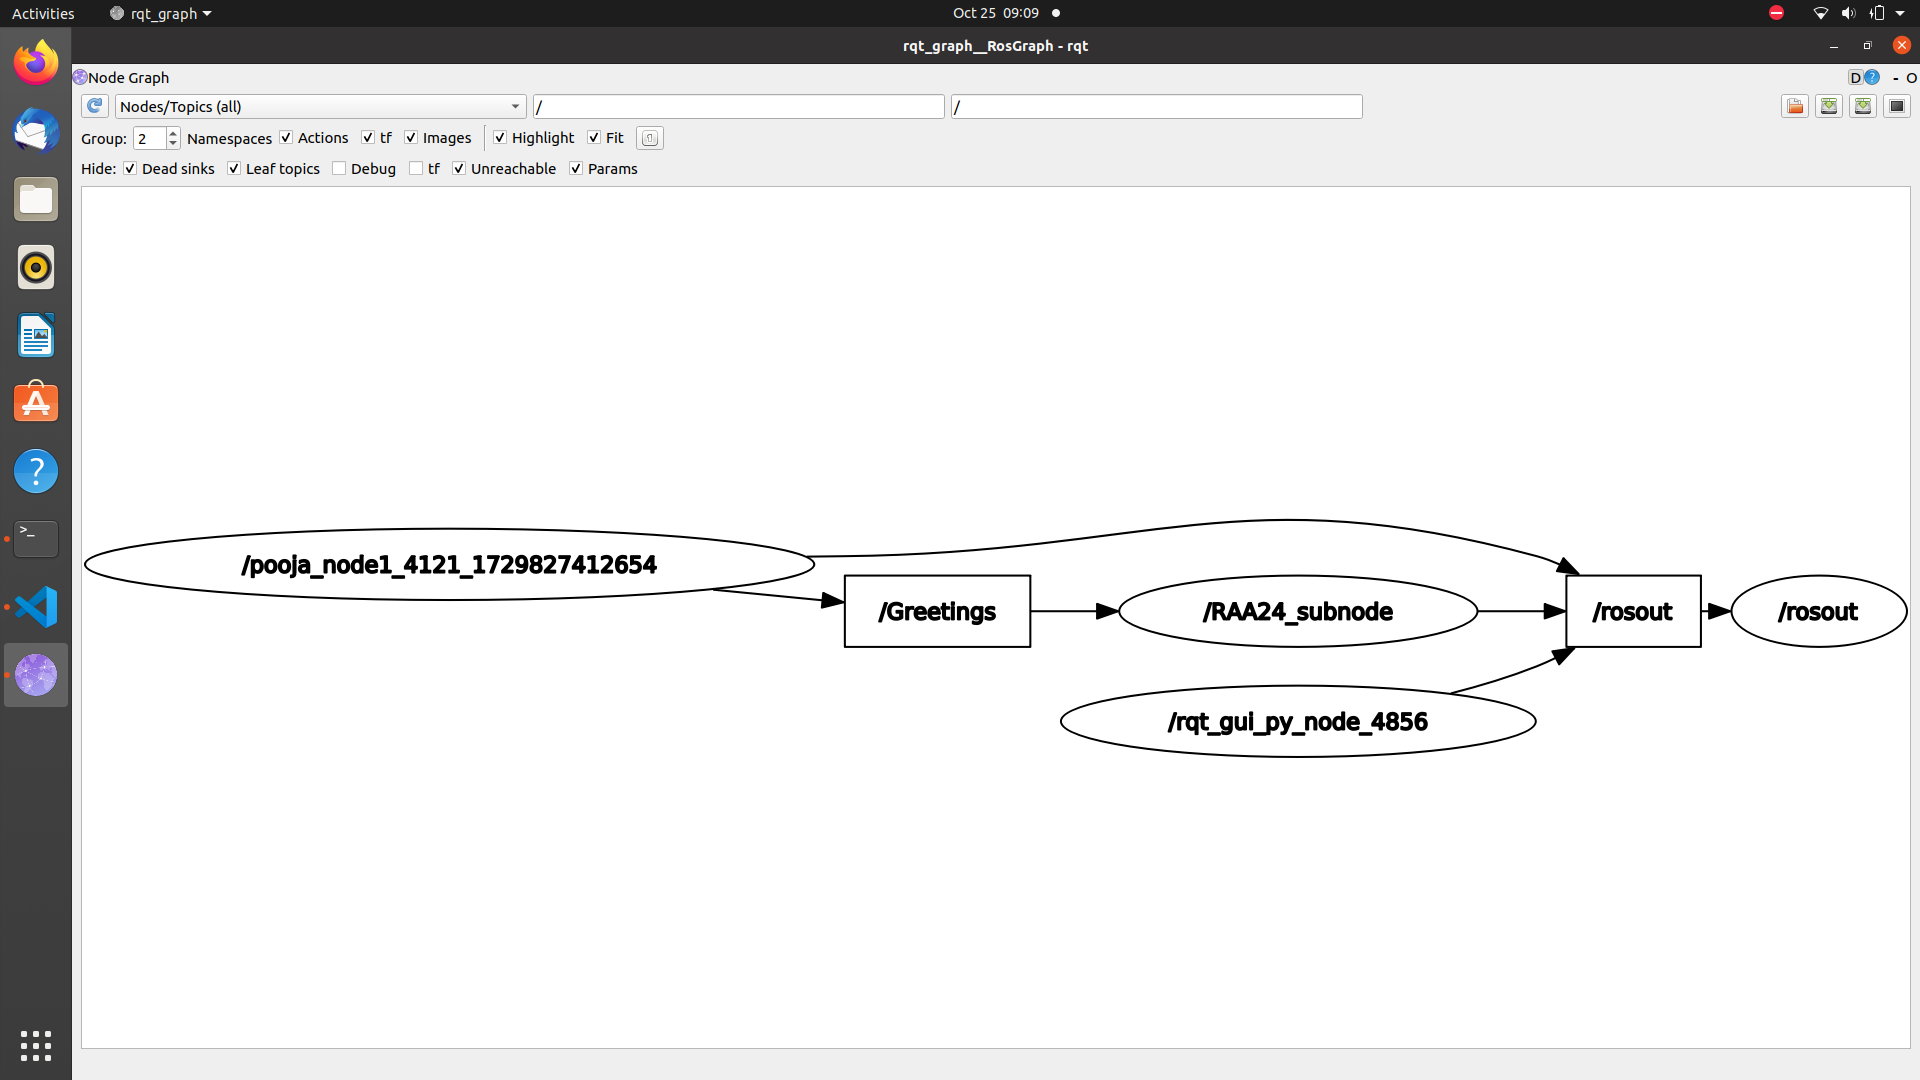 Activities rqt_graph Oct 25 09:09
rqt_graph__RosGraph - rqt
Node Graph D ? - O
Nodes/Topics (all) / /
Group: 2 Namespaces Actions tf Images Highlight Fit
Hide: Dead sinks Leaf topics Debug tf Unreachable Params
/pooja_node1_4121_1729827412654
/Greetings /RAA24_subnode /rosout /rosout
/rqt_gui_py_node_4856